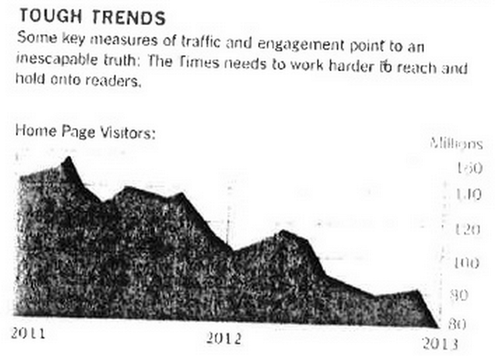 TOUGH TRENDS
Some key measures of traffic and engagement point to an
inescapable truth: The Times needs to work harder to reach and
hold onto readers.
Home Page Visitors:
Millions
160
140
120
100
90
80
2011
2012
2013